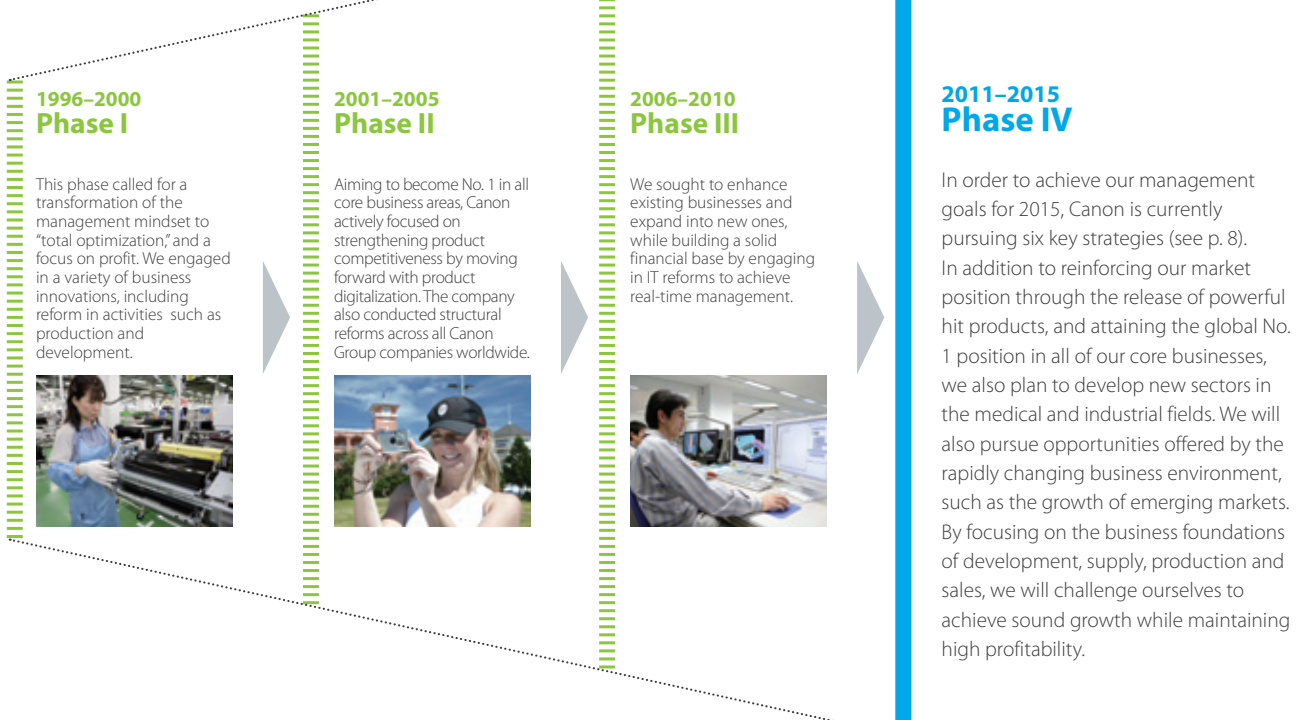 1996–2000
Phase I
This phase called for a
transformation of the
management mindset to
“total optimization,” and a
focus on profit. We engaged
in a variety of business
innovations, including
reform in activities such as
production and
development.
2001–2005
Phase II
Aiming to become No. 1 in all
core business areas, Canon
actively focused on
strengthening product
competitiveness by moving
forward with product
digitalization. The company
also conducted structural
reforms across all Canon
Group companies worldwide.
2006–2010
Phase III
We sought to enhance
existing businesses and
expand into new ones,
while building a solid
financial base by engaging
in IT reforms to achieve
real-time management.
2011–2015
Phase IV
In order to achieve our management
goals for 2015, Canon is currently
pursuing six key strategies (see p. 8).
In addition to reinforcing our market
position through the release of powerful
hit products, and attaining the global No.
1 position in all of our core businesses,
we also plan to develop new sectors in
the medical and industrial fields. We will
also pursue opportunities offered by the
rapidly changing business environment,
such as the growth of emerging markets.
By focusing on the business foundations
of development, supply, production and
sales, we will challenge ourselves to
achieve sound growth while maintaining
high profitability.